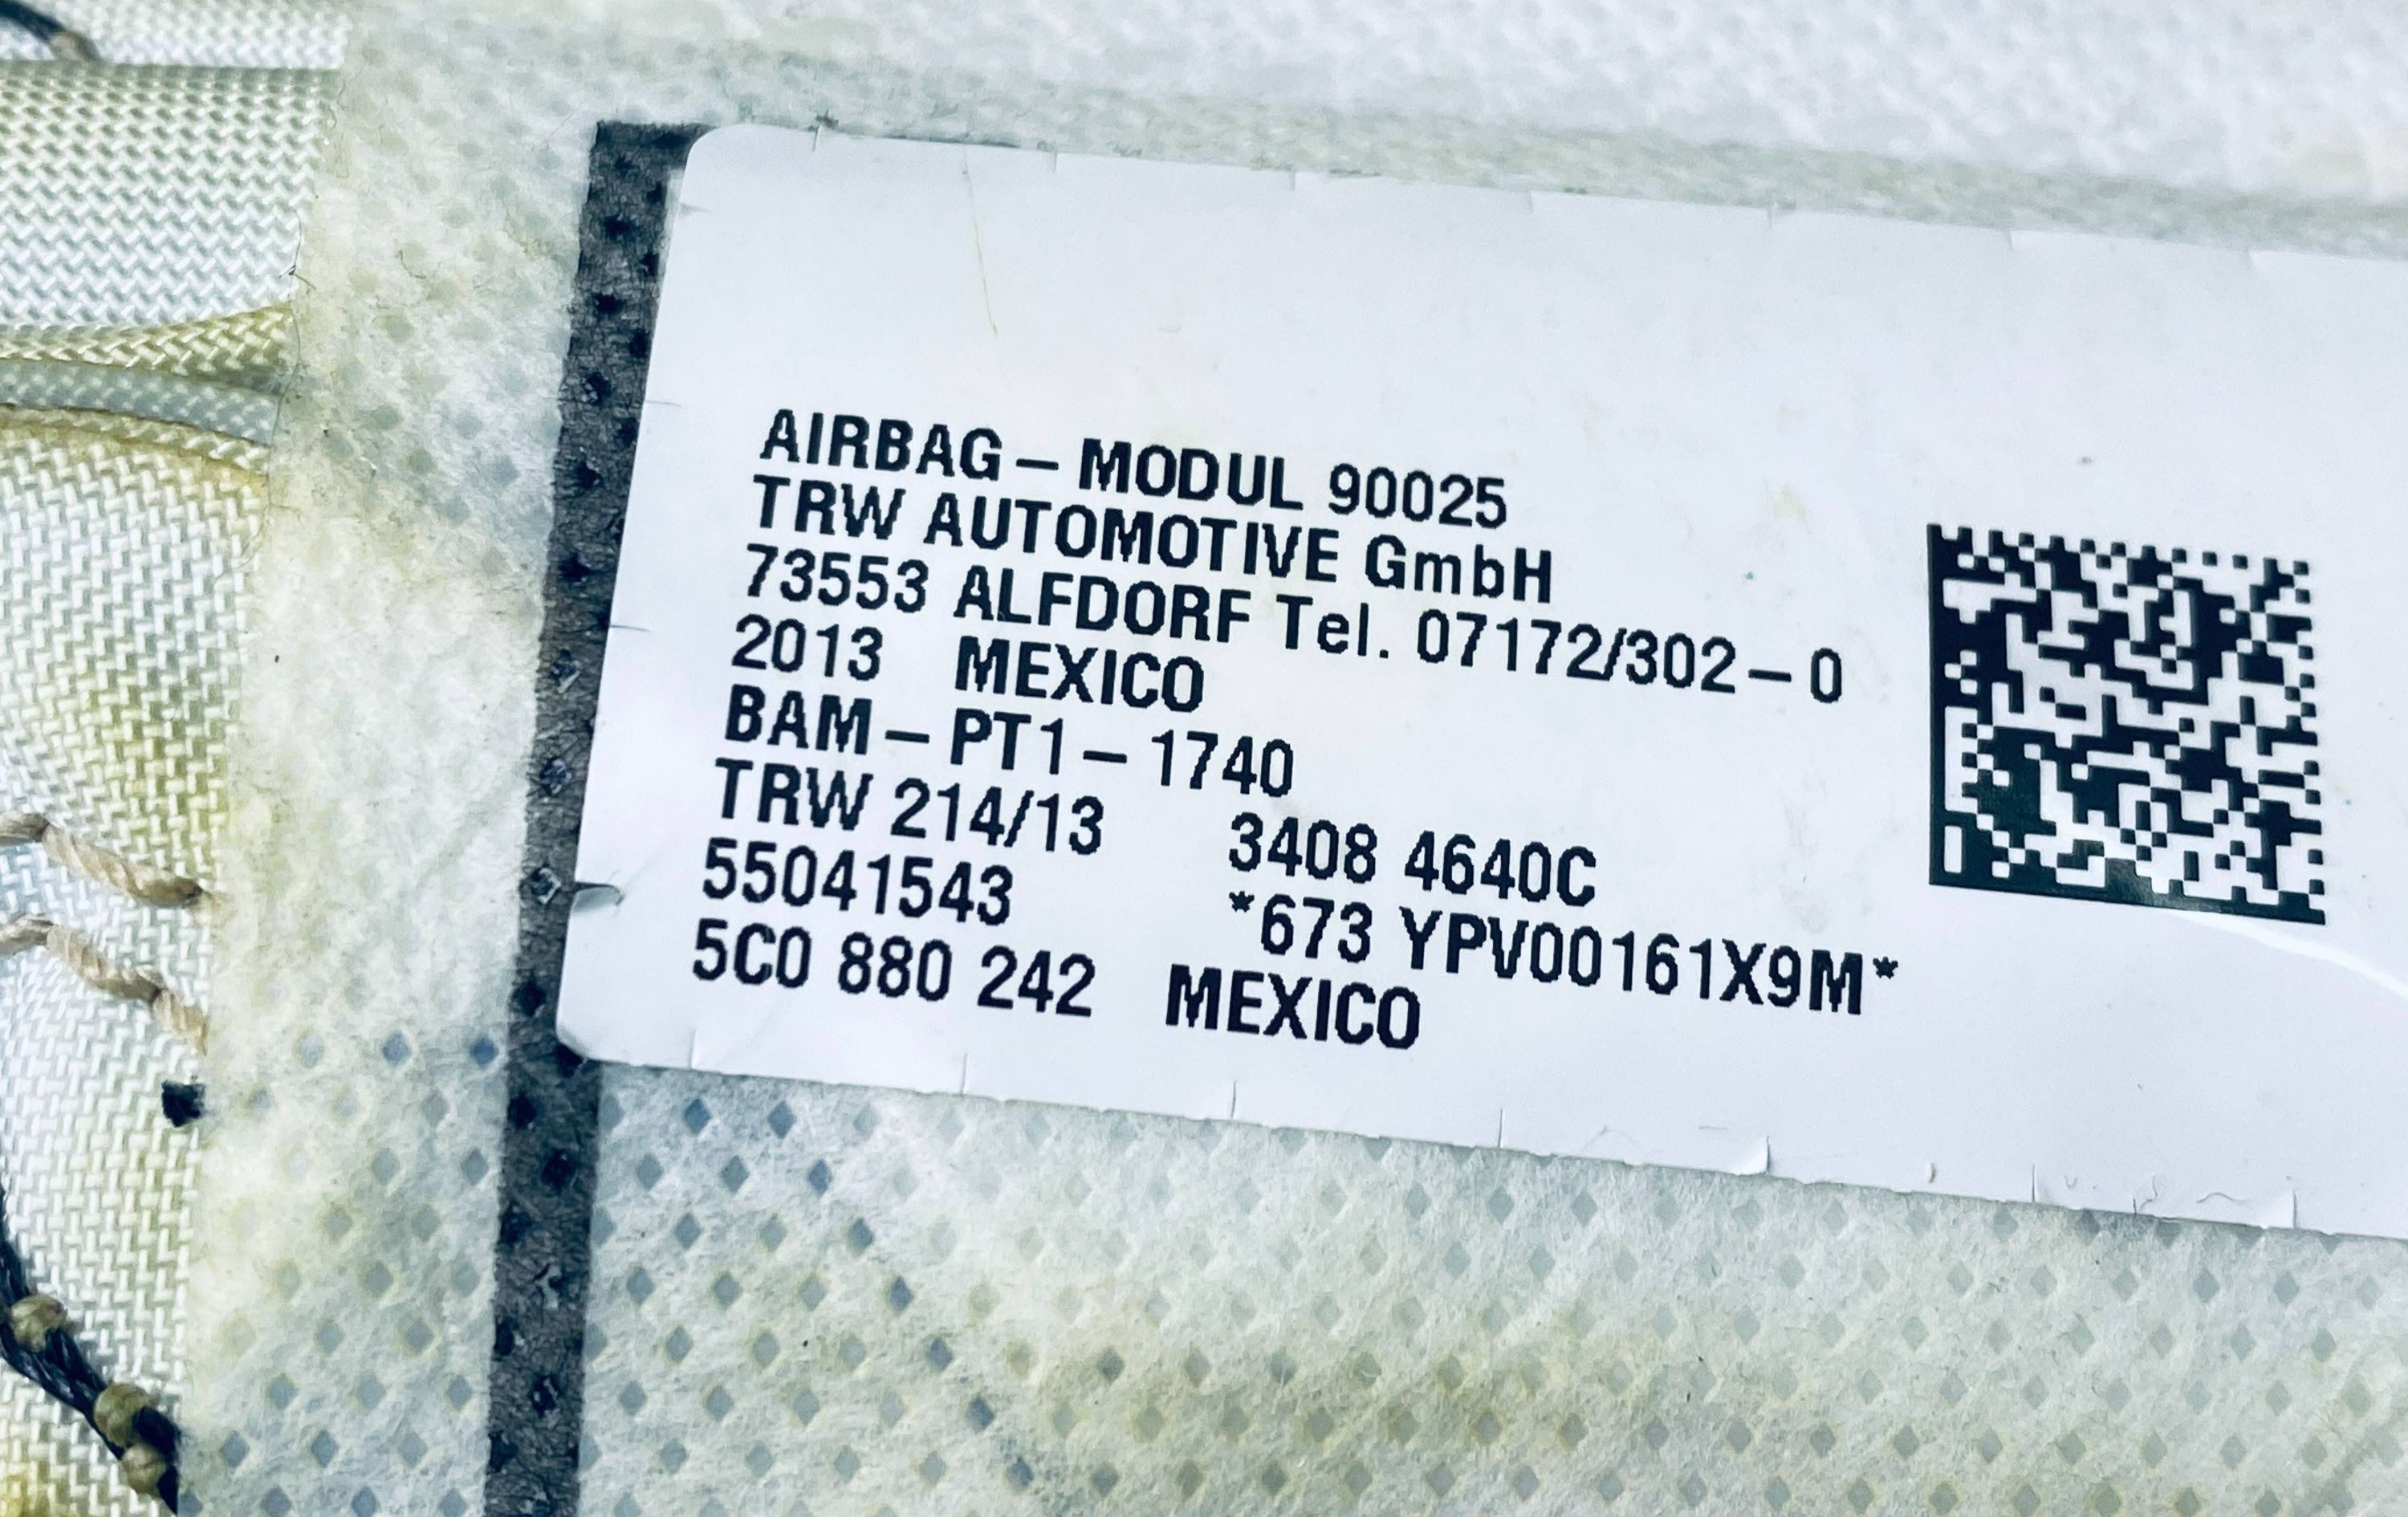 AIRBAG – MODUL 90025
TRW AUTOMOTIVE GmbH
73553 ALFDORF Tel. 07172/302 – 0
2013 MEXICO
BAM – PT1 – 1740
TRW 214/13 3408 4640C
55041543 *673 YPV00161X9M*
5C0 880 242 MEXICO